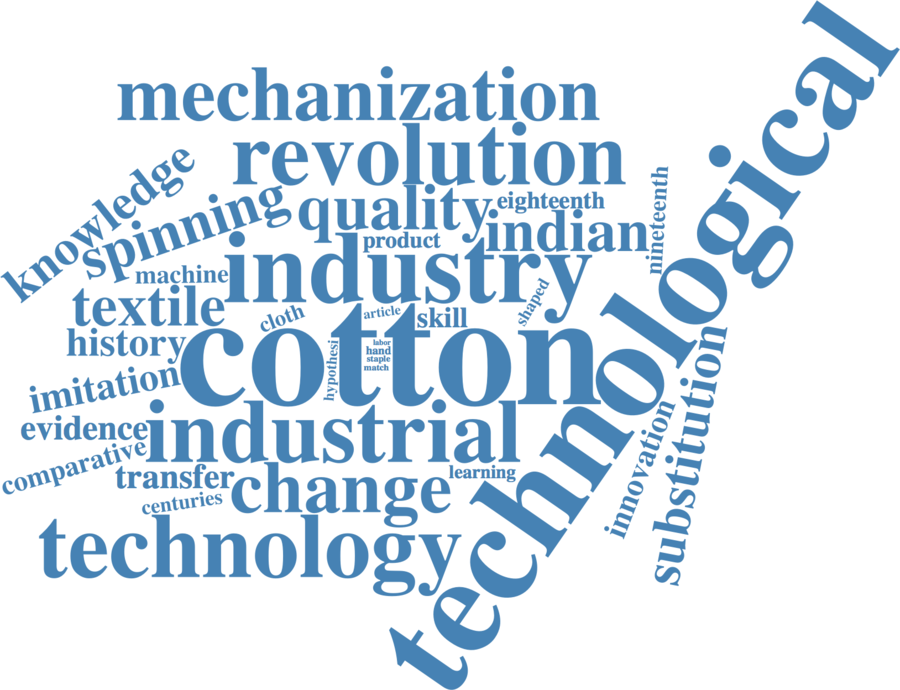 technological
mechanization
revolution
knowledge
spinning
quality
eighteenth
nineteenth
indian
product
industry
machine
textile
cloth
article
skill
shaped
history
cotton
hypothesi
labor
hand
staple
match
imitation
evidence
industrial
comparative
transfer
learning
innovation
substitution
centuries
change
technology